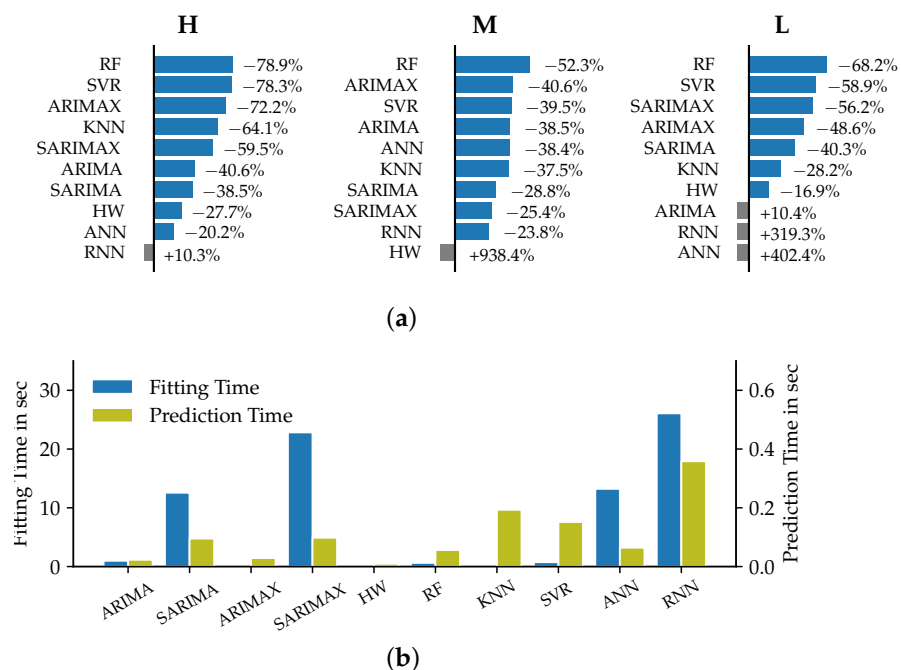 H M L
RF −78.9% RF −52.3% RF −68.2%
SVR −78.3% ARIMAX −40.6% SVR −58.9%
ARIMAX −72.2% SVR −39.5% SARIMAX −56.2%
KNN −64.1% ARIMA −38.5% ARIMAX −48.6%
SARIMAX −59.5% ANN −38.4% SARIMA −40.3%
ARIMA −40.6% KNN −37.5% KNN −28.2%
SARIMA −38.5% SARIMA −28.8% HW −16.9%
HW −27.7% SARIMAX −25.4% ARIMA +10.4%
ANN −20.2% RNN −23.8% RNN +319.3%
RNN +10.3% HW +938.4% ANN +402.4%
(a)
Fitting Time in sec
30
20
10
0
Fitting Time
Prediction Time
0.6
0.4
0.2
0.0
Prediction Time in sec
ARIMA SARIMA ARIMAX SARIMAX HW RF KNN SVR ANN RNN
(b)